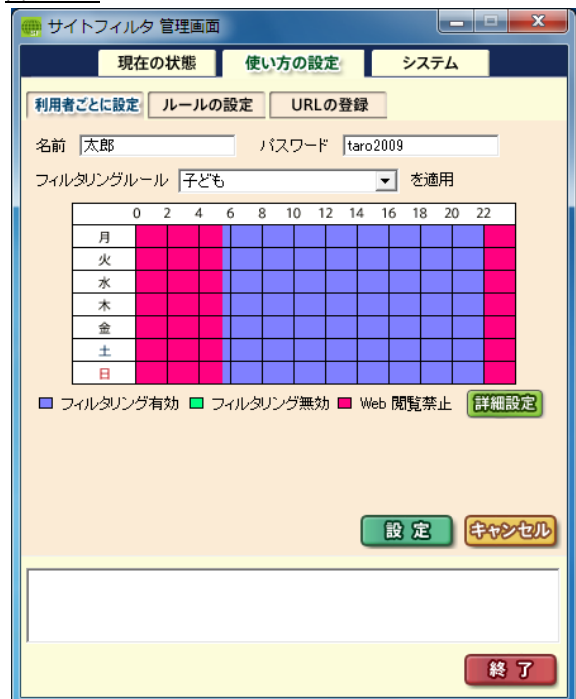 サイトフィルタ 管理画面
現在の状態 使い方の設定 システム
利用者ごとに設定 ルールの設定 URLの登録
名前 太郎 パスワード taro2009
フィルタリングルール 子ども を適用
0 2 4 6 8 10 12 14 16 18 20 22
月
火
水
木
金
土
日
フィルタリング有効 フィルタリング無効 Web 閲覧禁止 詳細設定
設定 キャンセル
終了